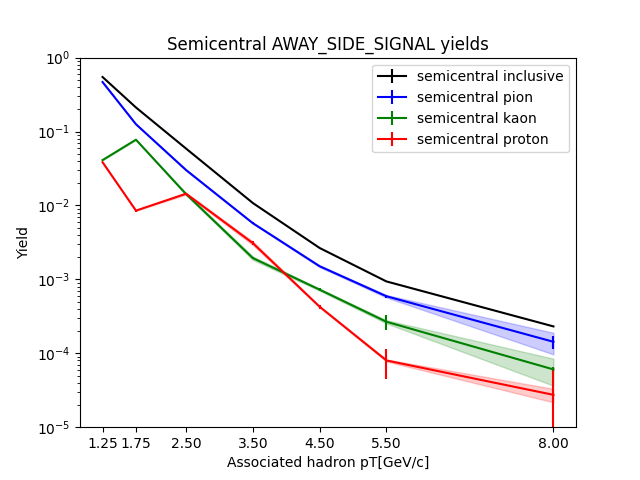 Semicentral AWAY_SIDE_SIGNAL yields
semicentral inclusive
semicentral pion
semicentral kaon
semicentral proton
10^0
10^-1
10^-2
10^-3
10^-4
10^-5
Yield
1.25 1.75 2.50 3.50 4.50 5.50 8.00
Associated hadron pT[GeV/c]